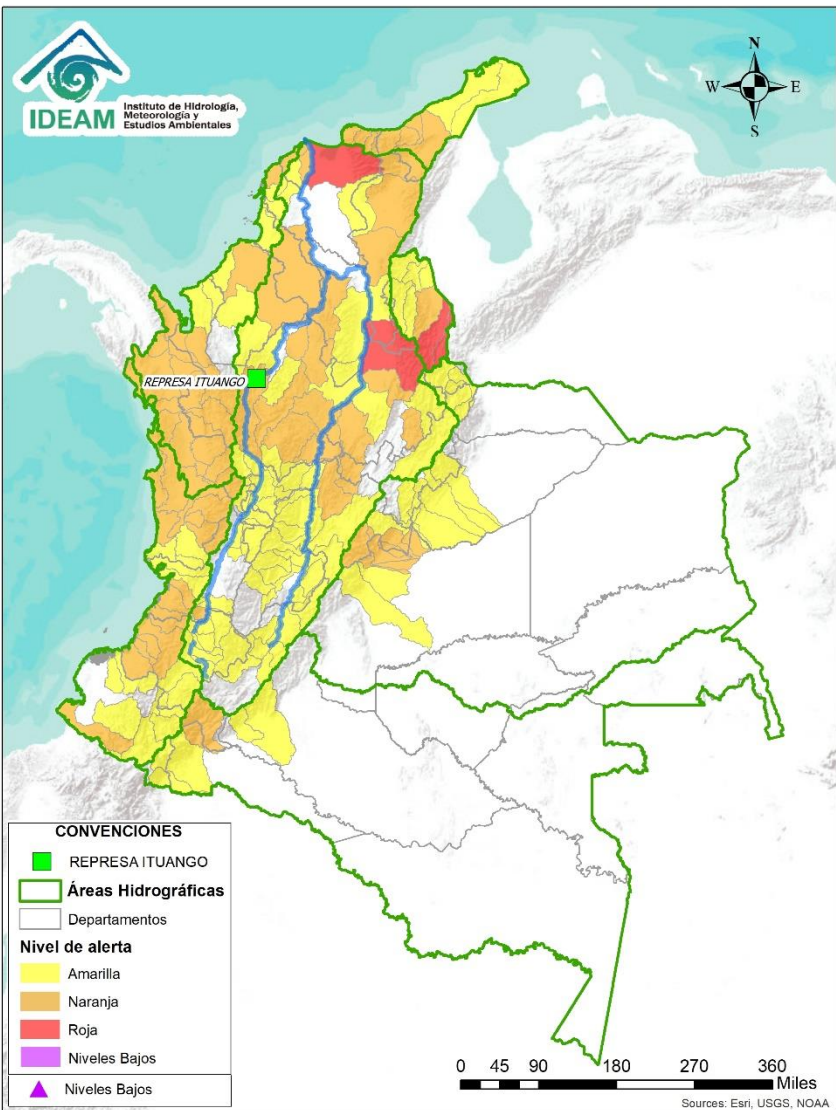 IDEAM
Instituto de Hidrología,
Meteorología y
Estudios Ambientales
N
W
E
S
REPRESA ITUANGO
CONVENCIONES
REPRESA ITUANGO
Áreas Hidrográficas
Departamentos
Nivel de alerta
Amarilla
Naranja
Roja
Niveles Bajos
Niveles Bajos
0 45 90 180 270 360
Miles
Sources: Esri, USGS, NOAA